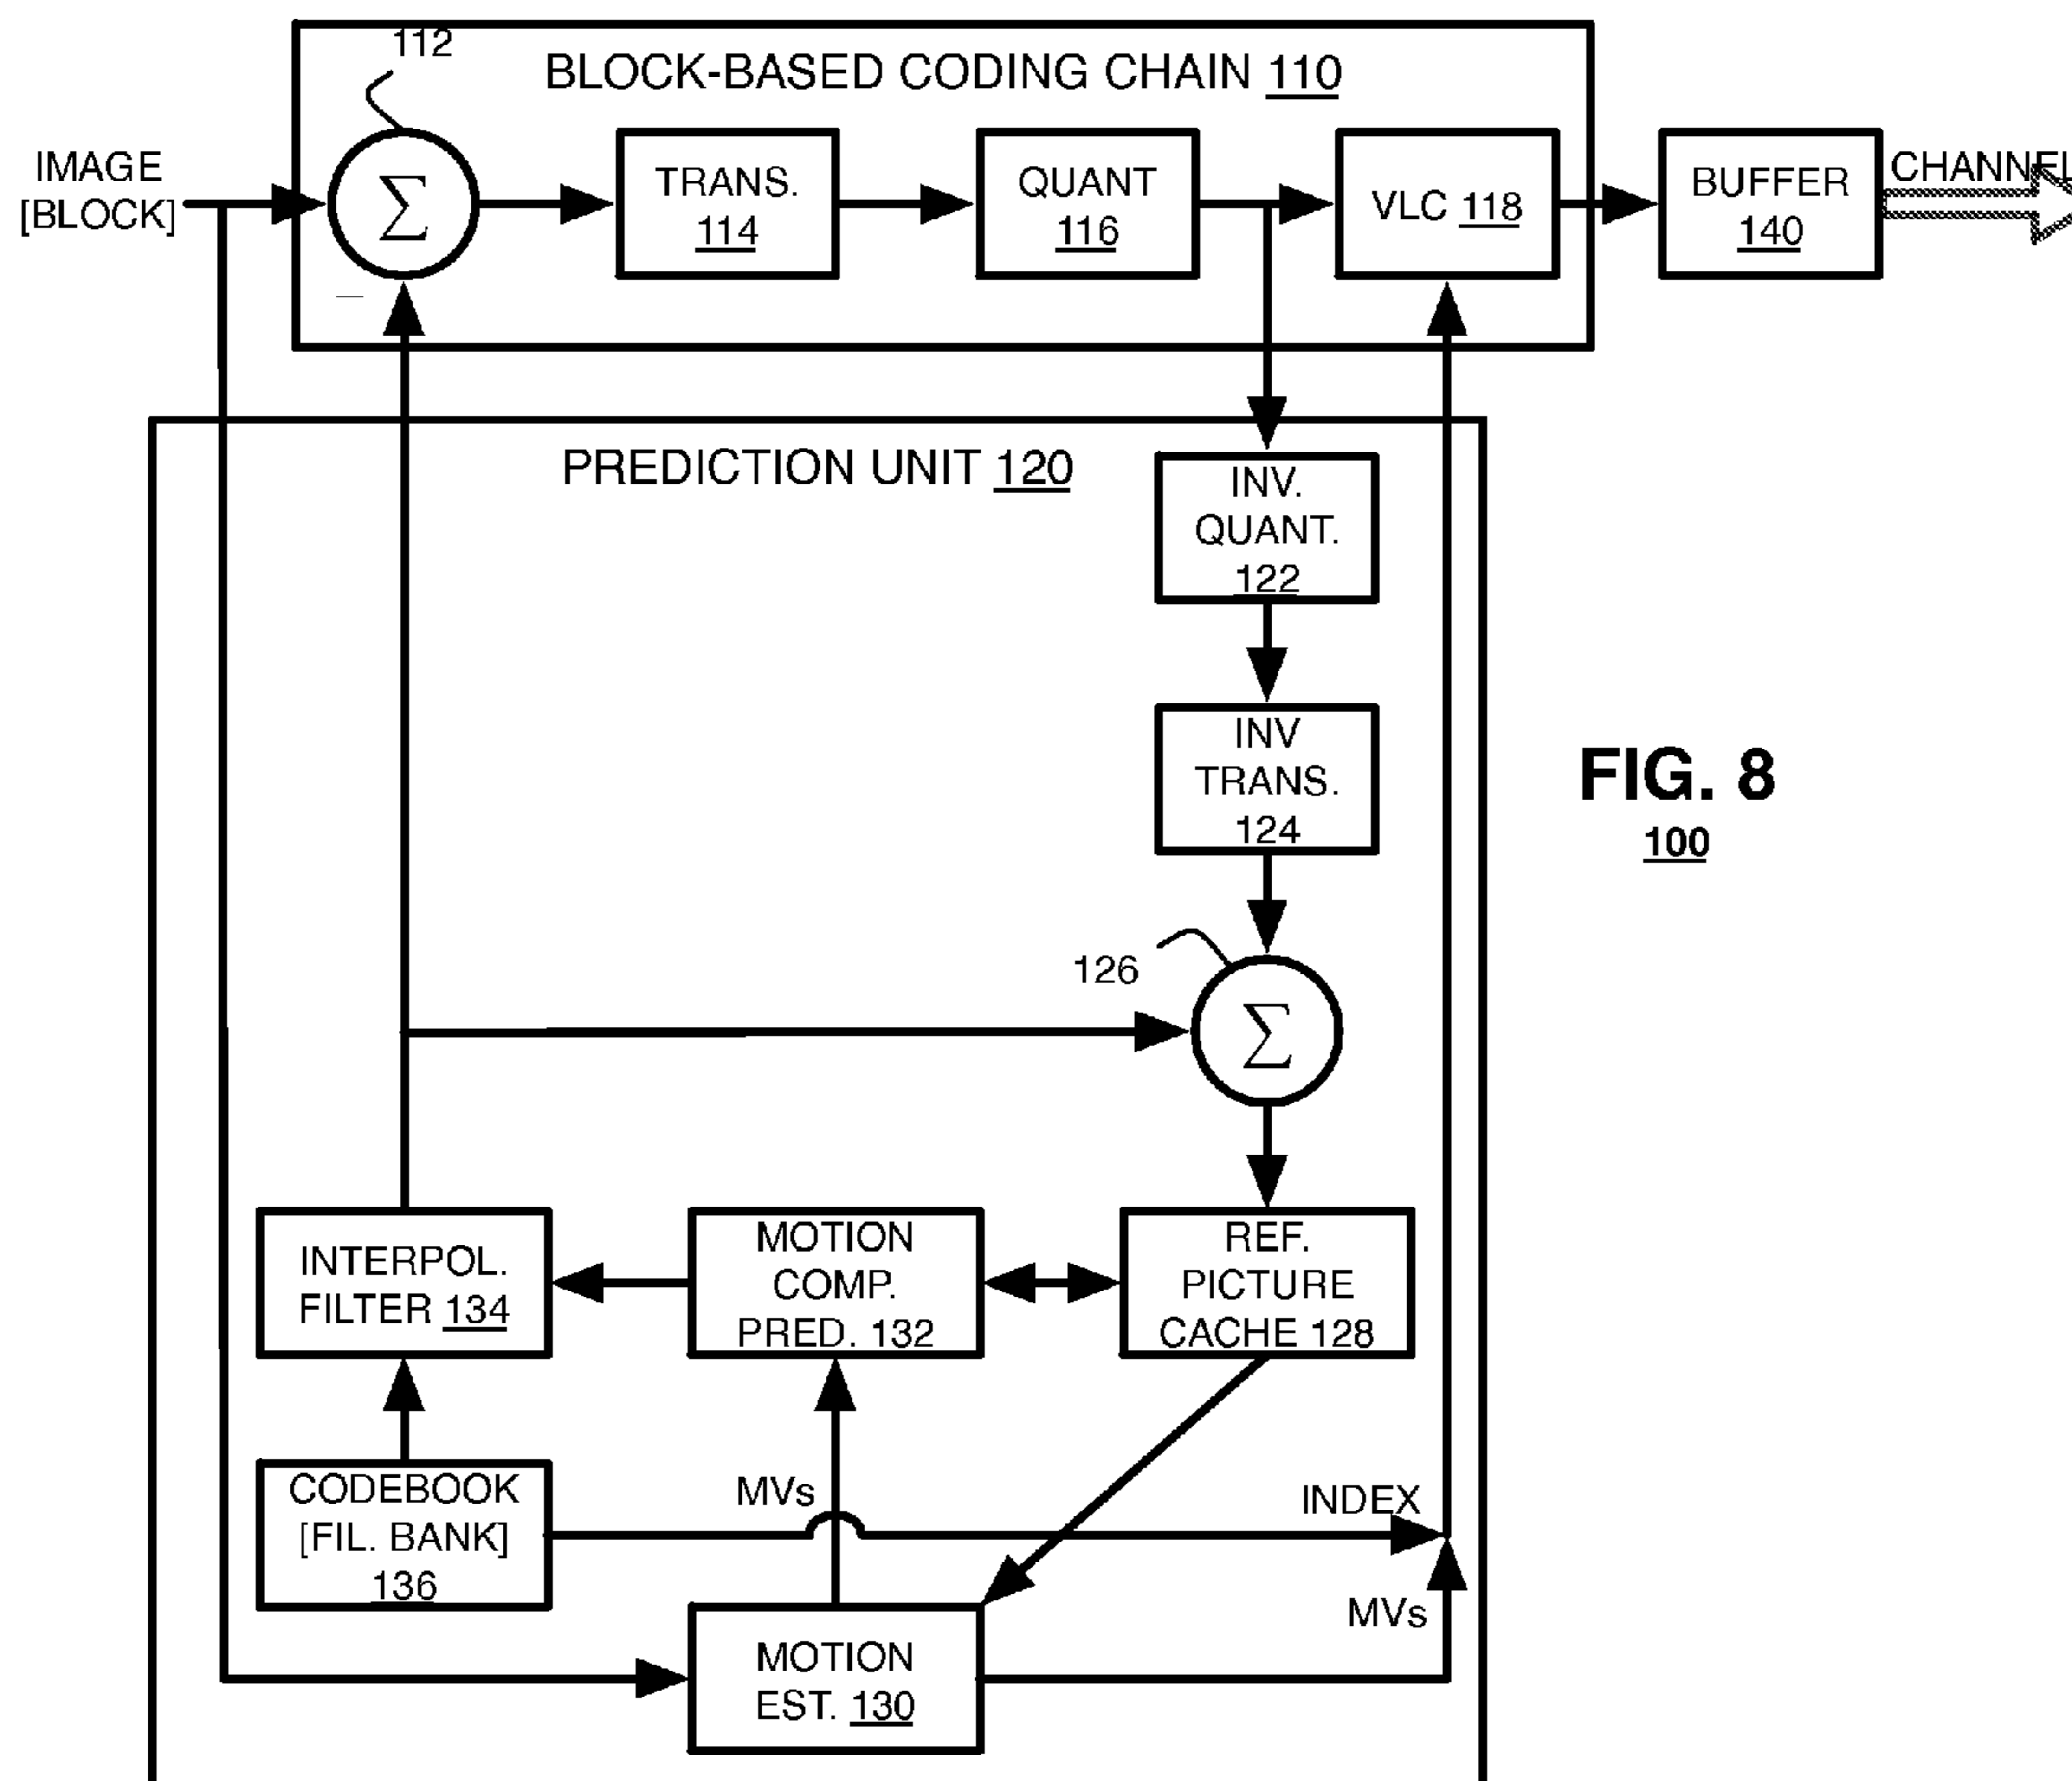 112
BLOCK-BASED CODING CHAIN 110
IMAGE
[BLOCK]
Σ
TRANS.
114
QUANT
116
VLC 118
BUFFER
140
CHANNEL
—
PREDICTION UNIT 120
INV.
QUANT.
122
INV
TRANS.
124
FIG. 8
100
126
Σ
INTERPOL.
FILTER 134
MOTION
COMP.
PRED. 132
REF.
PICTURE
CACHE 128
CODEBOOK
[FIL. BANK]
136
MVs
INDEX
MVs
MOTION
EST. 130